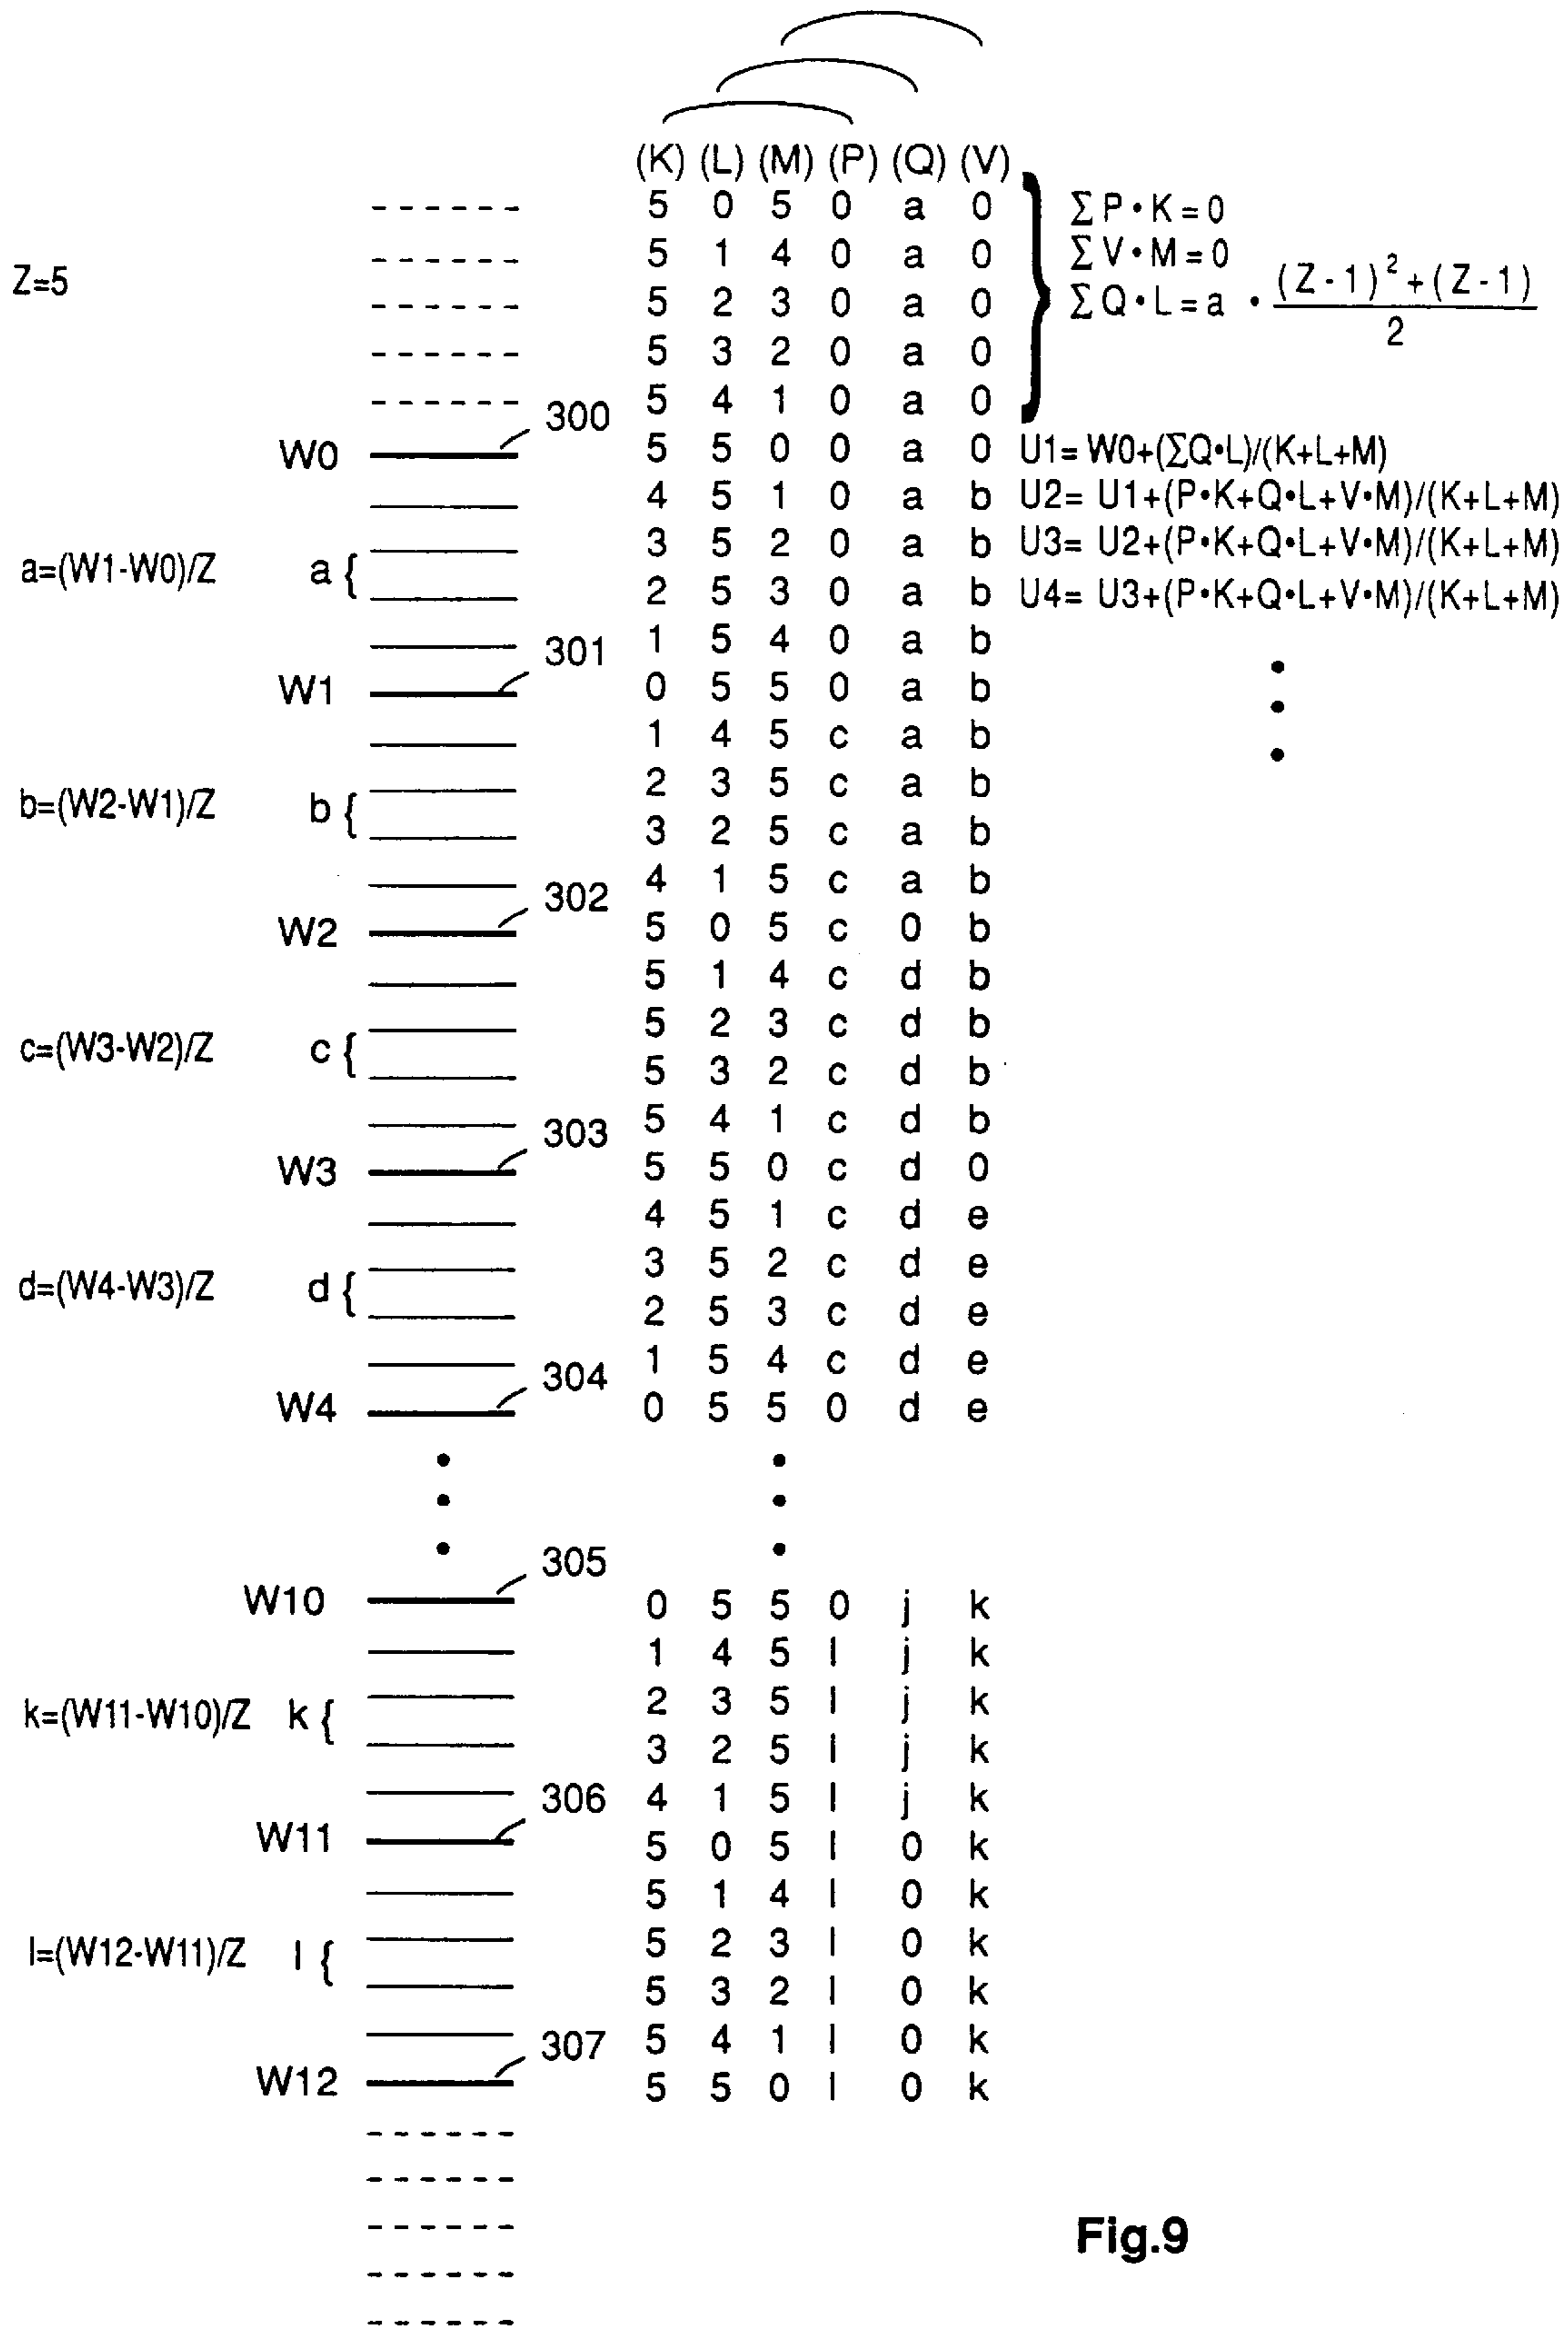 (K) (L) (M) (P) (Q) (V)
5 0 5 0 a 0 ΣP•K=0
5 1 4 0 a 0 ΣV•M=0
Z=5
5 2 3 0 a 0 ΣQ•L=a • (Z-1)²+(Z-1) / 2
5 3 2 0 a 0
5 4 1 0 a 0
300
W0 5 5 0 0 a 0 U1= W0+(ΣQ•L)/(K+L+M)
4 5 1 0 a b U2= U1+(P•K+Q•L+V•M)/(K+L+M)
3 5 2 0 a b U3= U2+(P•K+Q•L+V•M)/(K+L+M)
a=(W1-W0)/Z a {
2 5 3 0 a b U4= U3+(P•K+Q•L+V•M)/(K+L+M)
1 5 4 0 a b
301
W1 0 5 5 0 a b
1 4 5 c a b
2 3 5 c a b
b=(W2-W1)/Z b {
3 2 5 c a b
4 1 5 c a b
302
W2 5 0 5 c 0 b
5 1 4 c d b
5 2 3 c d b
c=(W3-W2)/Z c {
5 3 2 c d b
5 4 1 c d b
303
W3 5 5 0 c d 0
4 5 1 c d e
3 5 2 c d e
d=(W4-W3)/Z d {
2 5 3 c d e
1 5 4 c d e
304
W4 0 5 5 0 d e
305
W10 0 5 5 0 j k
1 4 5 l j k
2 3 5 l j k
k=(W11-W10)/Z k {
3 2 5 l j k
306 4 1 5 l j k
W11 5 0 5 l 0 k
5 1 4 l 0 k
5 2 3 l 0 k
l=(W12-W11)/Z l {
5 3 2 l 0 k
307 5 4 1 l 0 k
W12 5 5 0 l 0 k
Fig.9